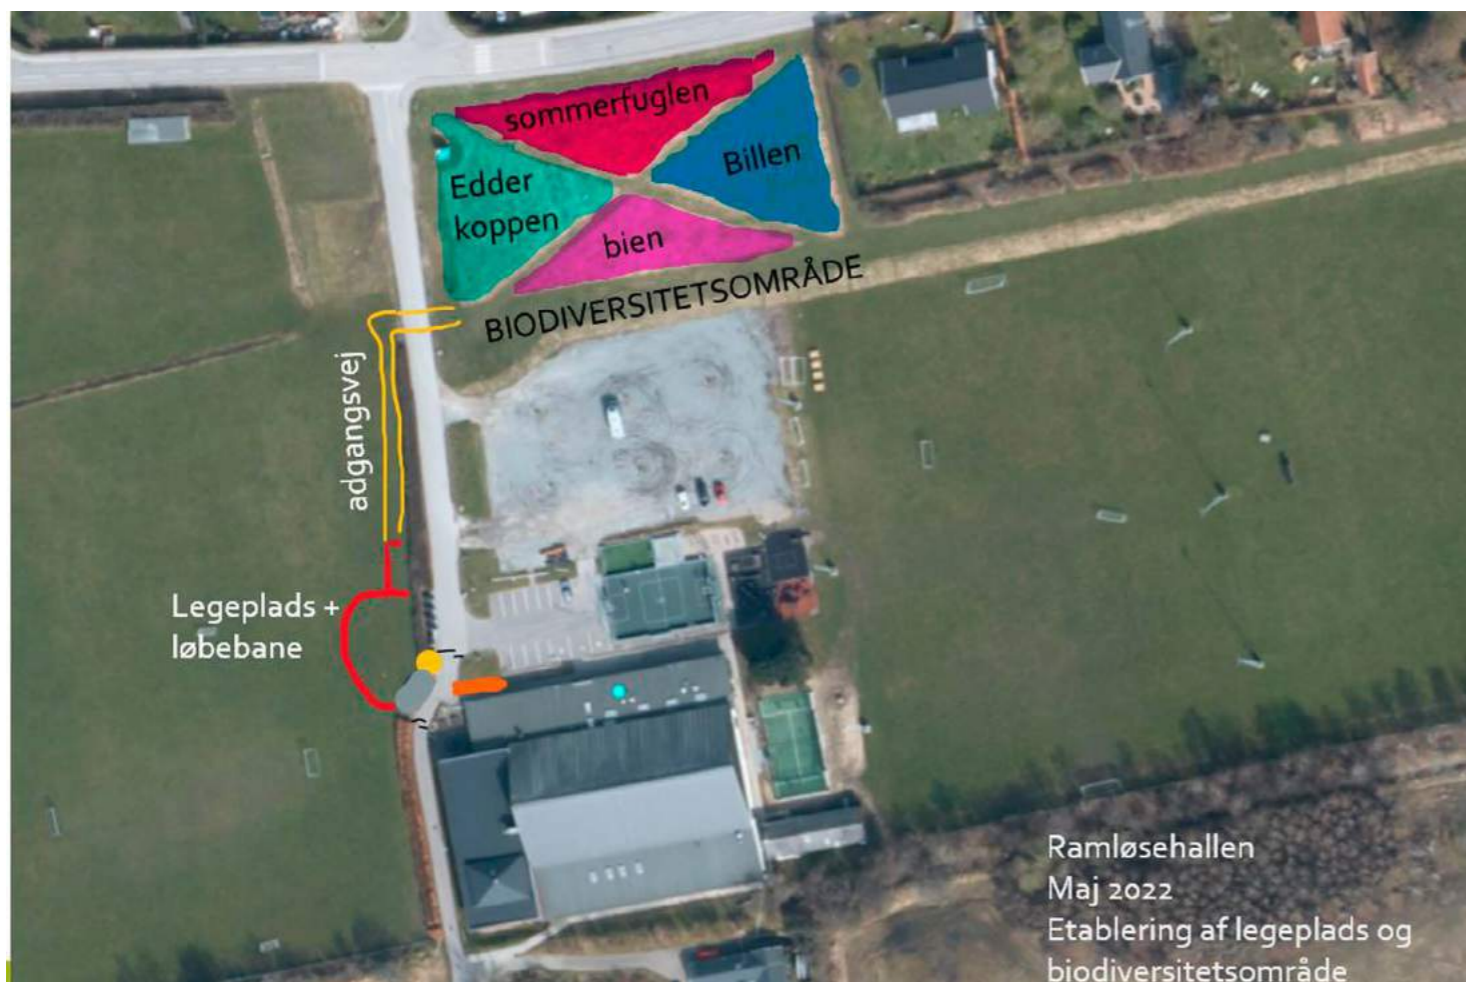 sommerfuglen
Billen
Edder
koppen
bien
BIODIVERSITETSOMRÅDE
adgangsvej
Legeplads +
løbebane
Ramløsehallen
Maj 2022
Etablering af legeplads og
biodiversitetsområde